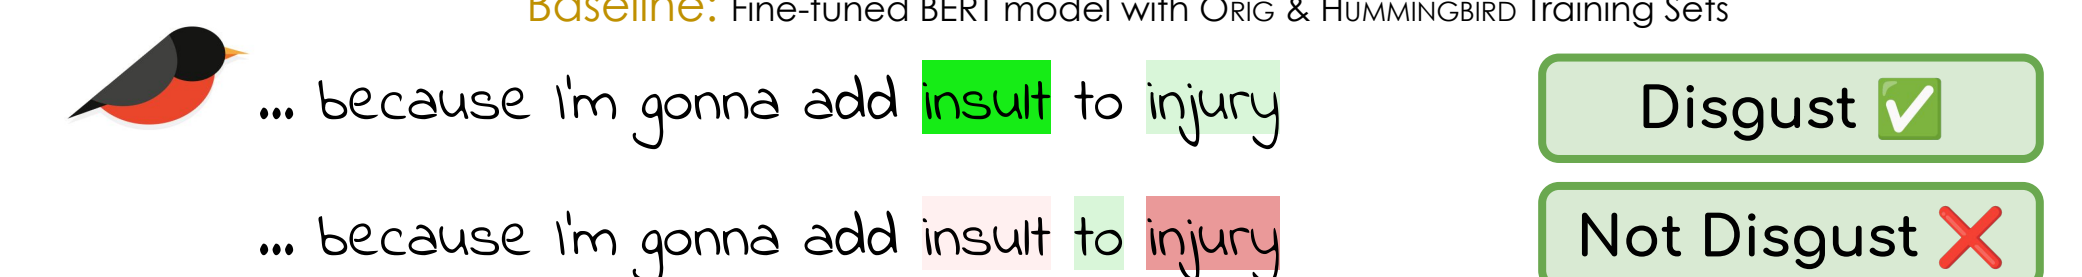 Baseline: Fine-tuned BERT model with ORIG & HUMMINGBIRD Training Sets
... because I'm gonna add insult to injury
Disgust ✅
... because I'm gonna add insult to injury
Not Disgust ❌